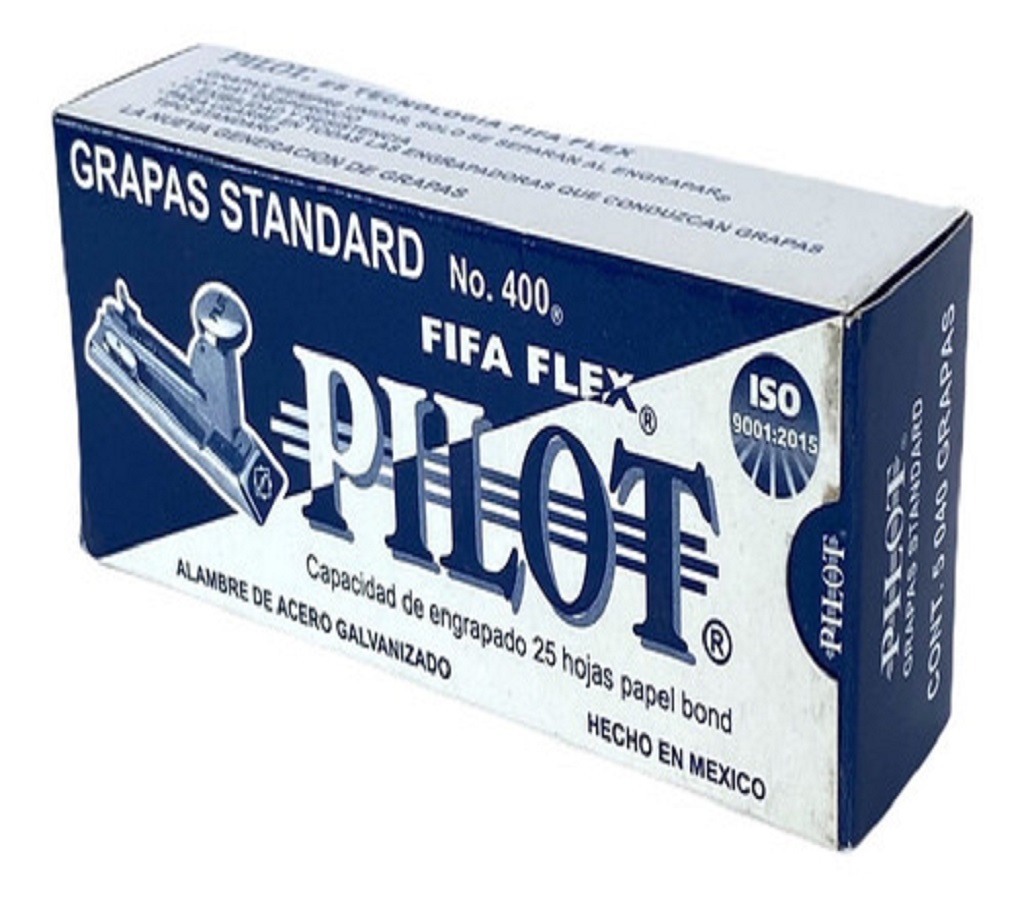 PILOT® ES TECNOLOGIA FIFA FLEX
LA NUEVA GENERACION DE GRAPAS
GRAPAS STANDARD No. 400®
FIFA FLEX®
PILOT®
ISO
9001:2015
Capacidad de engrapado 25 hojas papel bond
ALAMBRE DE ACERO GALVANIZADO
HECHO EN MEXICO
PILOT
PILOT®
GRAPAS STANDARD
CONT. 5 040 GRAPAS